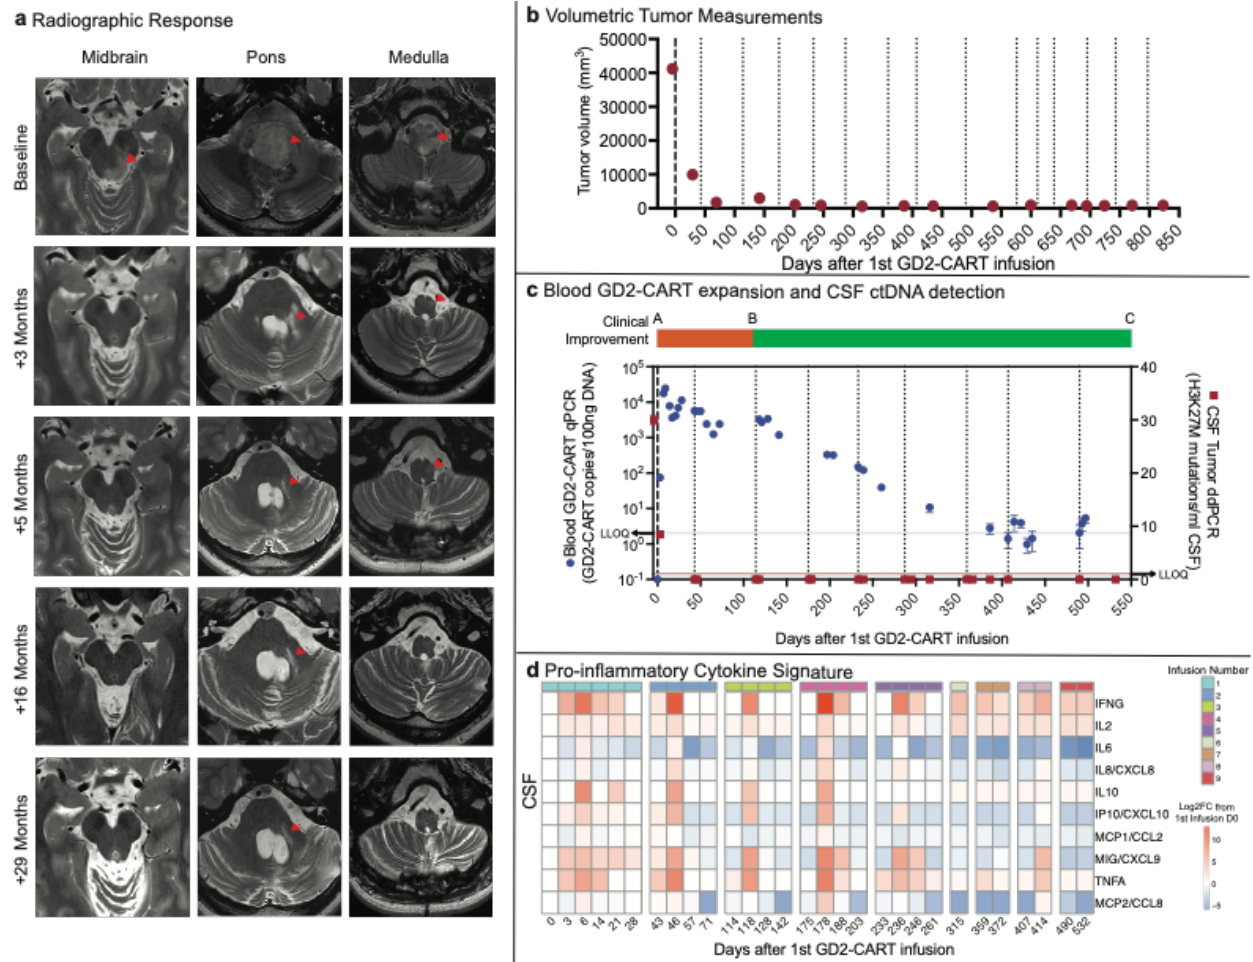 a Radiographic Response
Midbrain Pons Medulla
Baseline
+3 Months
+5 Months
+16 Months
+29 Months
b Volumetric Tumor Measurements
Tumor volume (mm³)
50000
40000
30000
20000
10000
0
0 50 100 150 200 250 300 350 400 450 500 550 600 650 700 750 800 850
Days after 1st GD2-CART infusion
c Blood GD2-CART expansion and CSF ctDNA detection
Clinical
Improvement
A B C
Blood GD2-CART qPCR
(GD2-CART copies/100ng DNA)
10⁵
10⁴
10³
10²
10¹
LLOQ
10⁰
10⁻¹
40
30
20
10
0
LLOQ
CSF Tumor ddPCR
(H3K27M mutations/ml CSF)
0 50 100 150 200 250 300 350 400 450 500 550
Days after 1st GD2-CART infusion
d Pro-inflammatory Cytokine Signature
CSF
IFNG
IL2
IL6
IL8/CXCL8
IL10
IP10/CXCL10
MCP1/CCL2
MIG/CXCL9
TNFA
MCP2/CCL8
0 3 6 14 21 28 43 46 57 71 114 118 128 142 175 178 188 203 233 236 246 261 315 359 372 407 414 490 532
Days after 1st GD2-CART infusion
Infusion Number
1
2
3
4
5
6
7
8
9
Log2FC from
1st Infusion D0
10
5
0
−5